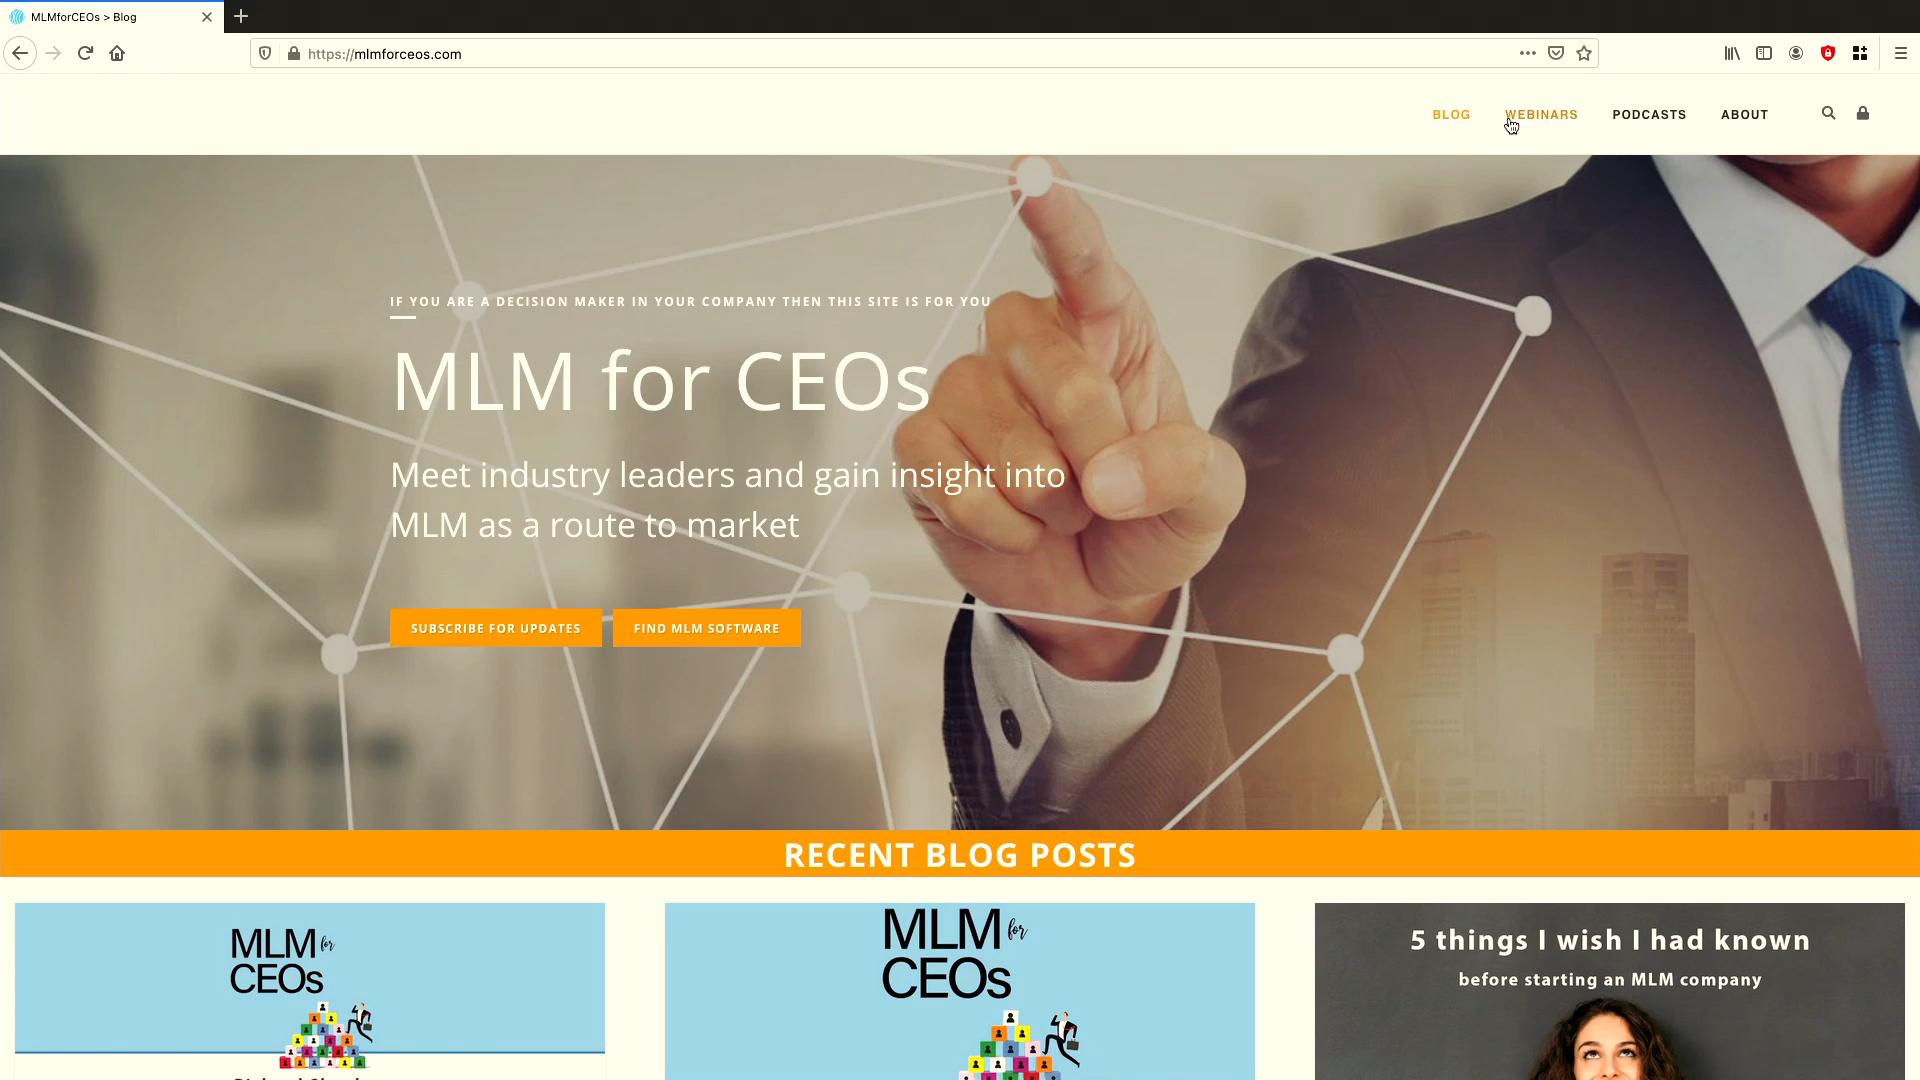 MLMforCEOs > Blog
https://mlmforceos.com
BLOG WEBINARS PODCASTS ABOUT
IF YOU ARE A DECISION MAKER IN YOUR COMPANY THEN THIS SITE IS FOR YOU
MLM for CEOs
Meet industry leaders and gain insight into
MLM as a route to market
SUBSCRIBE FOR UPDATES FIND MLM SOFTWARE
RECENT BLOG POSTS
MLM for
CEOs
MLM for
CEOs
5 things I wish I had known
before starting an MLM company